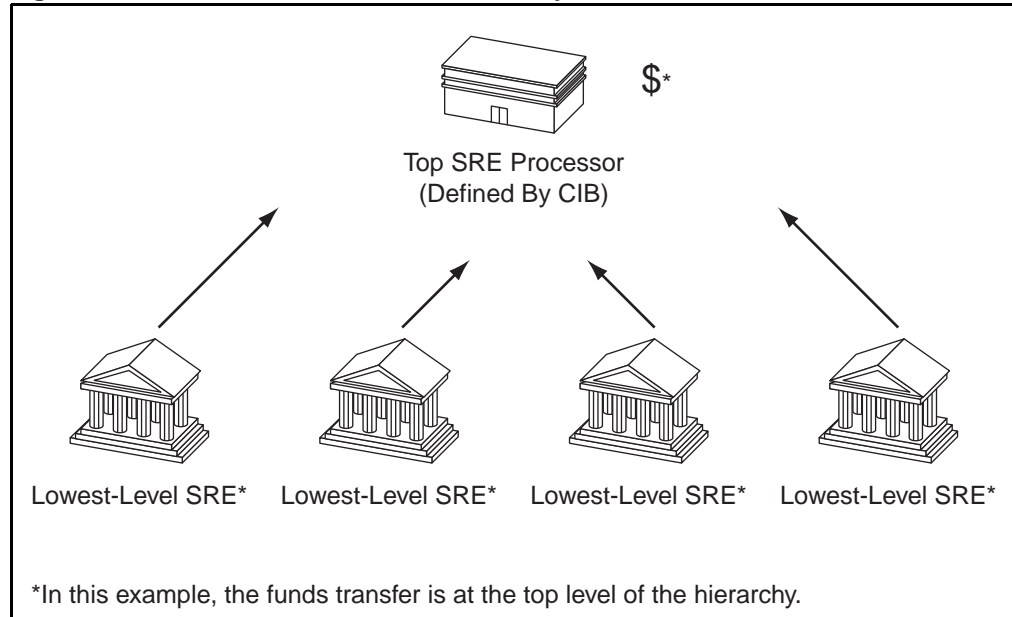 $*
Top SRE Processor
(Defined By CIB)
Lowest-Level SRE* Lowest-Level SRE* Lowest-Level SRE* Lowest-Level SRE*
*In this example, the funds transfer is at the top level of the hierarchy.